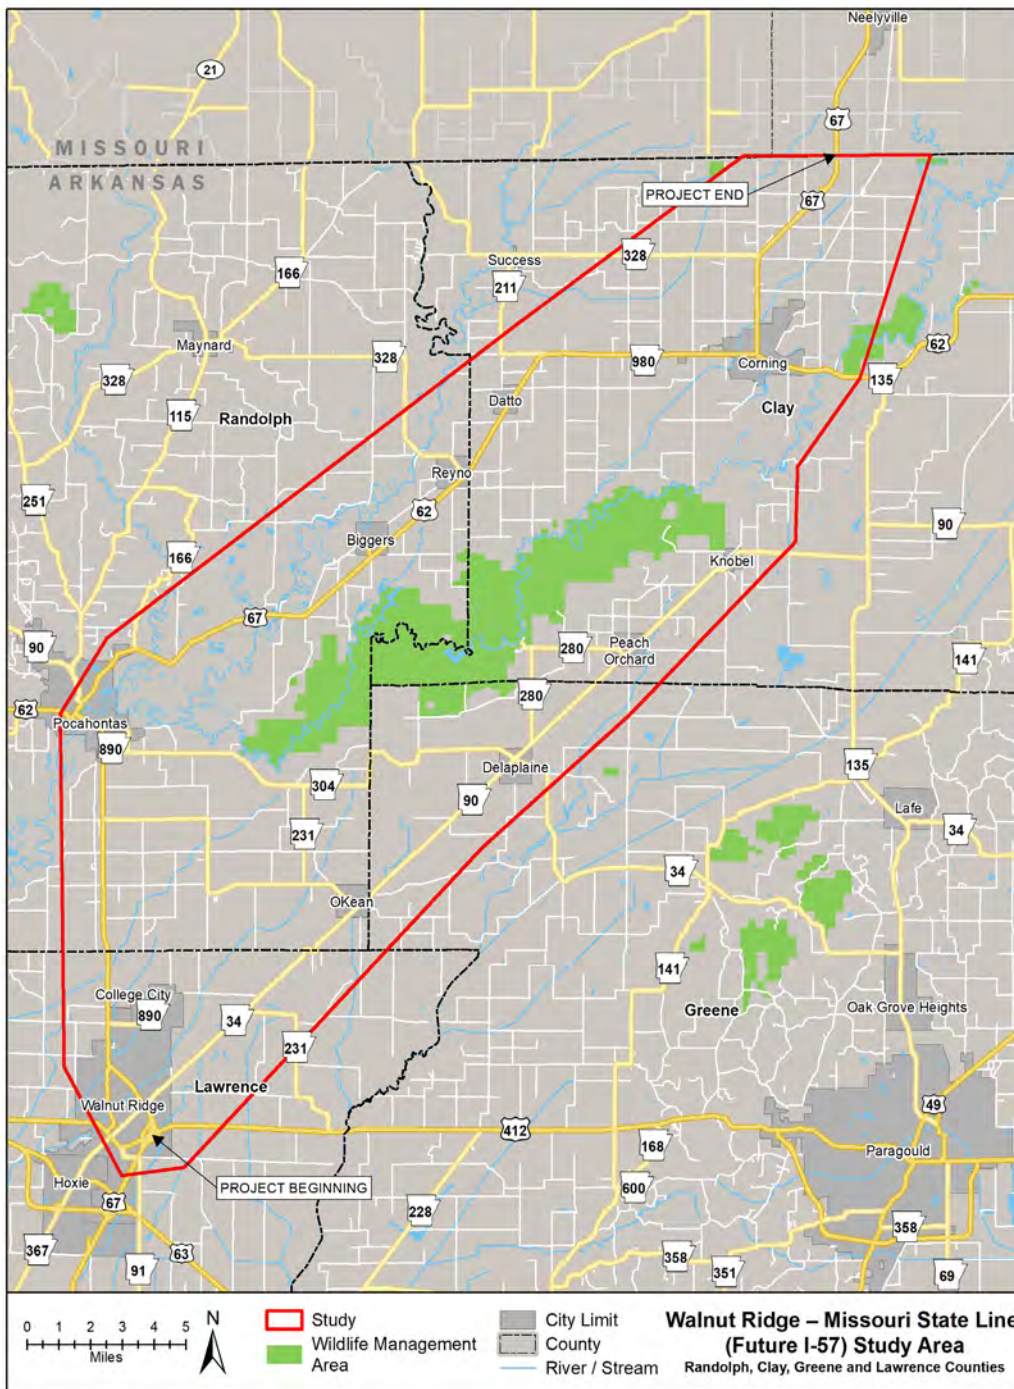 Neelyville
21
67
MISSOURI
ARKANSAS
PROJECT END
67
328
Success
166
211
Maynard
328
980
62
Corning
328
135
115
Datto
Clay
Randolph
Reyno
251
62
90
Biggers
166
Knobel
67
90
280
Peach
Orchard
141
62
280
Pocahontas
890
135
Delaplaine
304
90
Lafe
231
34
34
OKean
141
College City
890
34
Greene
Oak Grove Heights
231
Lawrence
Walnut Ridge
49
412
168
Paragould
Hoxie
PROJECT BEGINNING
600
67
228
358
367
63
358
91
351
69
0 1 2 3 4 5
Miles
N
Study
Wildlife Management
Area
City Limit
County
River / Stream
Walnut Ridge – Missouri State Line
(Future I-57) Study Area
Randolph, Clay, Greene and Lawrence Counties